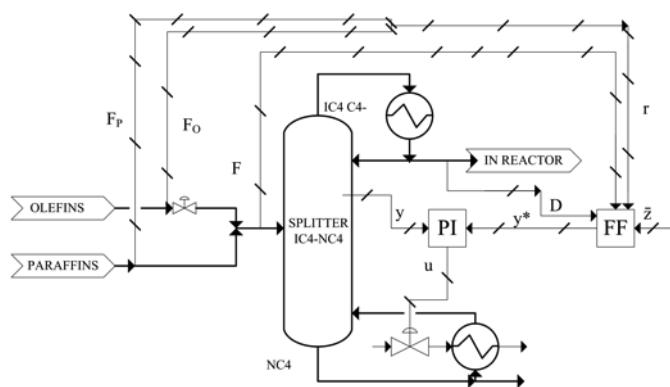 IC4 C4-
F_P
F_O
F
r
IN REACTOR
OLEFINS
SPLITTER
IC4-NC4
y
PI
y*
D
FF
z̄
PARAFFINS
u
NC4